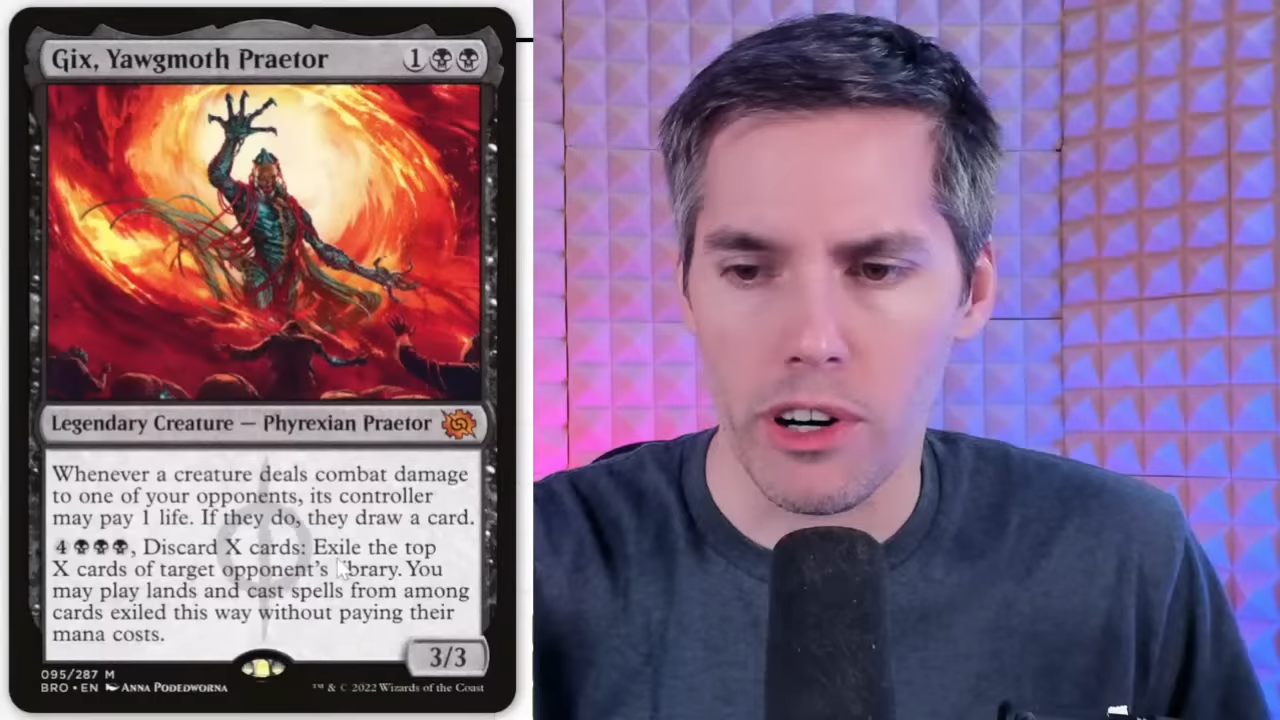 Gix, Yawgmoth Praetor 1
Legendary Creature — Phyrexian Praetor
Whenever a creature deals combat damage
to one of your opponents, its controller
may pay 1 life. If they do, they draw a card.
4, Discard X cards: Exile the top
X cards of target opponent's library. You
may play lands and cast spells from among
cards exiled this way without paying their
mana costs.
3/3
095/287 M
BRO • EN Anna Podedworna
™ & © 2022 Wizards of the Coast